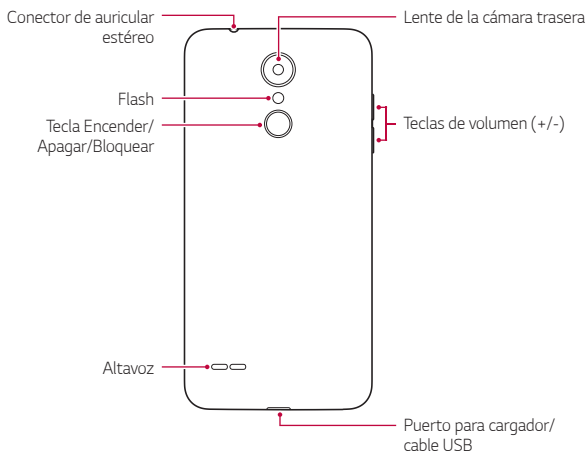 Conector de auricular
estéreo
Lente de la cámara trasera
Flash
Tecla Encender/
Apagar/Bloquear
Teclas de volumen (+/-)
Altavoz
Puerto para cargador/
cable USB